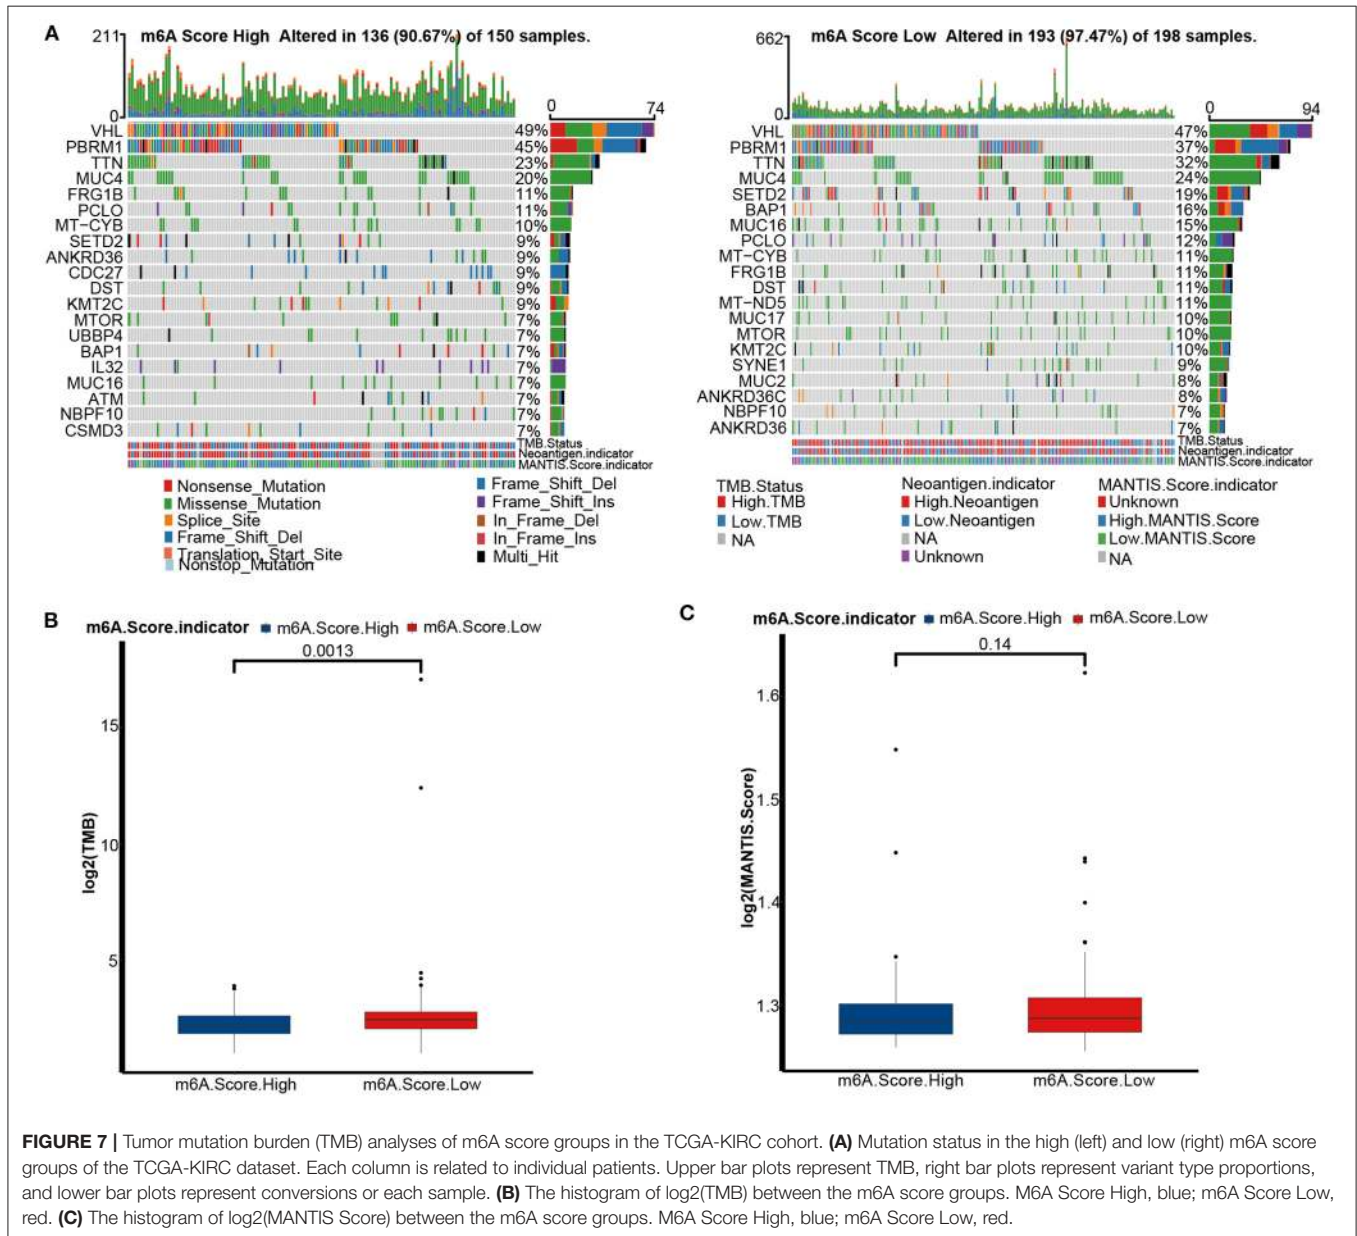 A
m6A Score High Altered in 136 (90.67%) of 150 samples.
211
0
0 74
VHL 49%
PBRM1 45%
TTN 23%
MUC4 20%
FRG1B 11%
PCLO 11%
MT-CYB 10%
SETD2 9%
ANKRD36 9%
CDC27 9%
DST 9%
KMT2C 9%
MTOR 7%
UBBP4 7%
BAP1 7%
IL32 7%
MUC16 7%
ATM 7%
NBPF10 7%
CSMD3 7%
TMB.Status
Neoantigen.indicator
MANTIS.Score.indicator
m6A Score Low Altered in 193 (97.47%) of 198 samples.
662
0
0 94
VHL 47%
PBRM1 37%
TTN 32%
MUC4 24%
SETD2 19%
BAP1 16%
MUC16 15%
PCLO 12%
MT-CYB 11%
FRG1B 11%
DST 11%
MT-ND5 11%
MUC17 10%
MTOR 10%
KMT2C 10%
SYNE1 9%
MUC2 8%
ANKRD36C 8%
NBPF10 7%
ANKRD36 7%
TMB.Status
Neoantigen.indicator
MANTIS.Score.indicator
Nonsense_Mutation
Missense_Mutation
Splice_Site
Frame_Shift_Del
Translation_Start_Site
Nonstop_Mutation
Frame_Shift_Del
Frame_Shift_Ins
In_Frame_Del
In_Frame_Ins
Multi_Hit
TMB.Status
High.TMB
Low.TMB
NA
Neoantigen.indicator
High.Neoantigen
Low.Neoantigen
NA
Unknown
MANTIS.Score.indicator
Unknown
High.MANTIS.Score
Low.MANTIS.Score
NA
B
m6A.Score.indicator m6A.Score.High m6A.Score.Low
0.0013
15
10
5
log2(TMB)
m6A.Score.High m6A.Score.Low
C
m6A.Score.indicator m6A.Score.High m6A.Score.Low
0.14
1.6
1.5
1.4
1.3
log2(MANTIS.Score)
m6A.Score.High m6A.Score.Low
FIGURE 7 | Tumor mutation burden (TMB) analyses of m6A score groups in the TCGA-KIRC cohort. (A) Mutation status in the high (left) and low (right) m6A score
groups of the TCGA-KIRC dataset. Each column is related to individual patients. Upper bar plots represent TMB, right bar plots represent variant type proportions,
and lower bar plots represent conversions or each sample. (B) The histogram of log2(TMB) between the m6A score groups. M6A Score High, blue; m6A Score Low,
red. (C) The histogram of log2(MANTIS Score) between the m6A score groups. M6A Score High, blue; m6A Score Low, red.